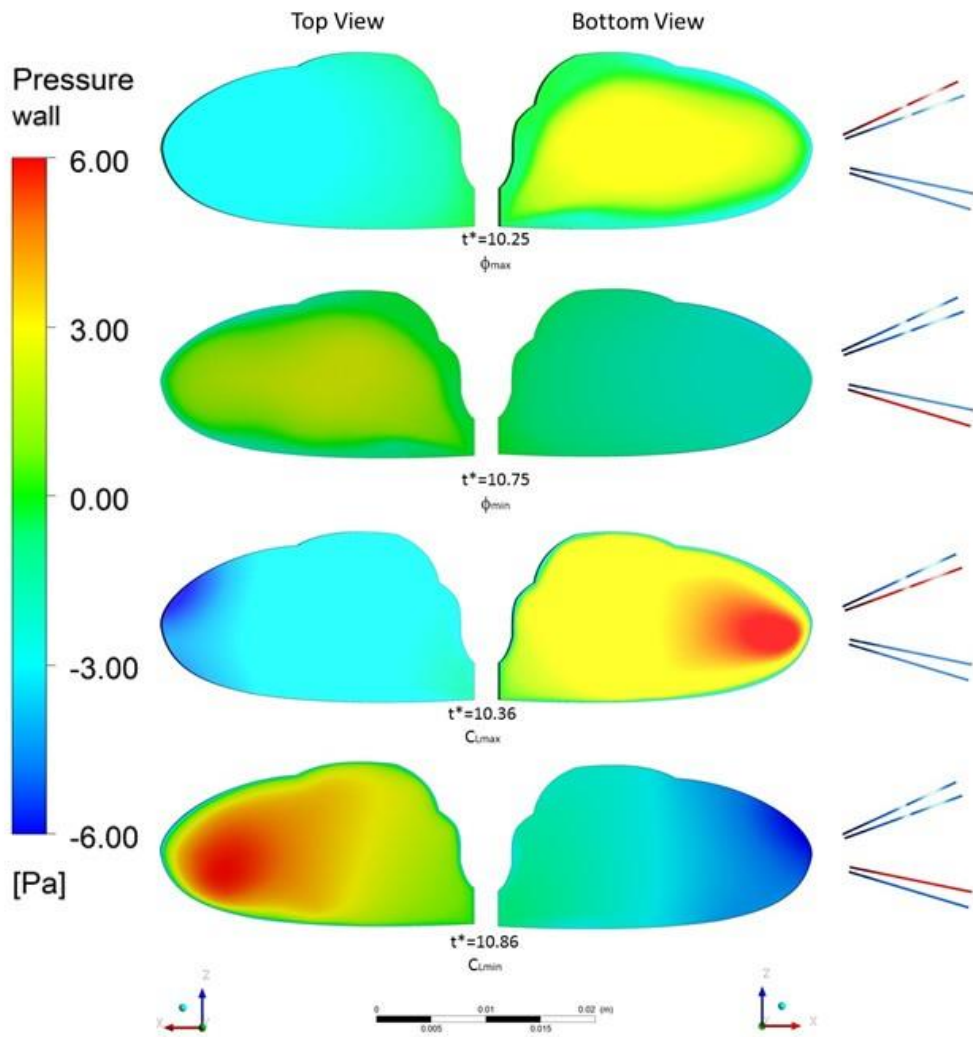 Top View
Bottom View
Pressure
wall
6.00
3.00
0.00
-3.00
-6.00
[Pa]
t*=10.25
ϕmax
t*=10.75
ϕmin
t*=10.36
CLmax
t*=10.86
CLmin
Z
X
Z
X
0
0.01
0.02
(m)
0.005
0.015